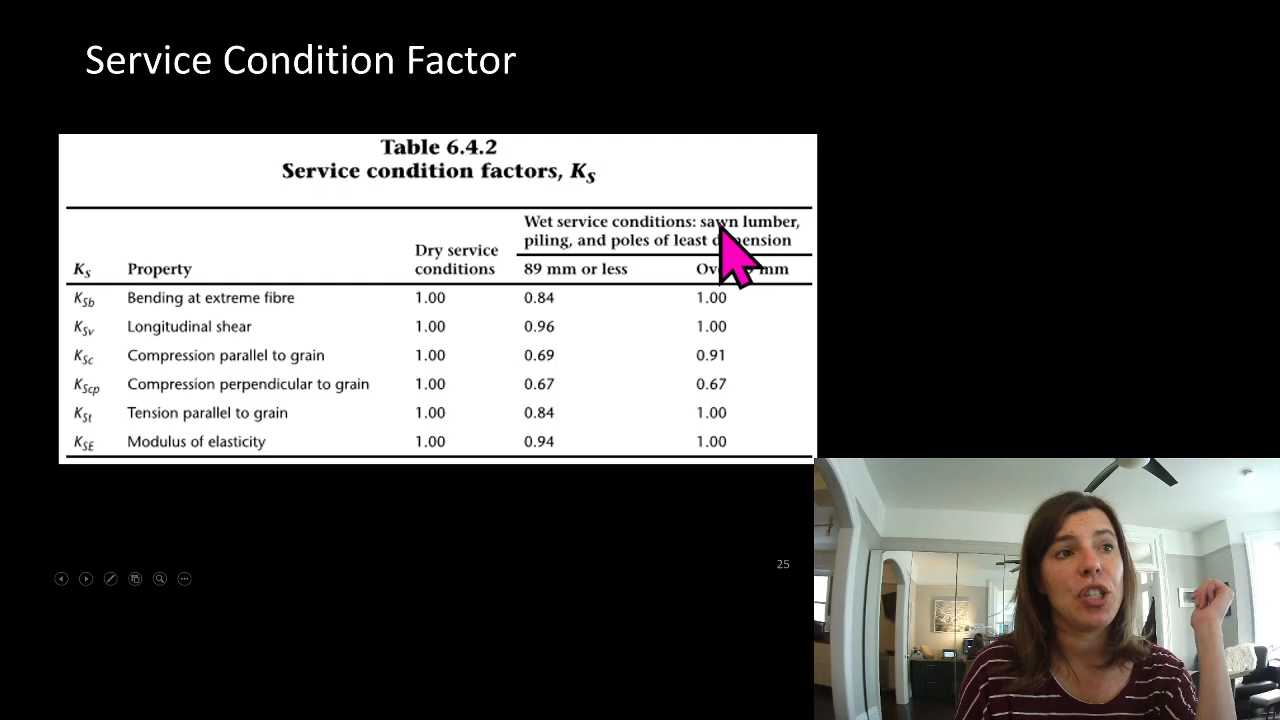 Service Condition Factor
Table 6.4.2
Service condition factors, K_S
Wet service conditions: sawn lumber,
piling, and poles of least dimension
Dry service
conditions
K_S Property 89 mm or less mm
K_Sb Bending at extreme fibre 1.00 0.84 1.00
K_Sv Longitudinal shear 1.00 0.96 1.00
K_Sc Compression parallel to grain 1.00 0.69 0.91
K_Scp Compression perpendicular to grain 1.00 0.67 0.67
K_St Tension parallel to grain 1.00 0.84 1.00
K_SE Modulus of elasticity 1.00 0.94 1.00
25